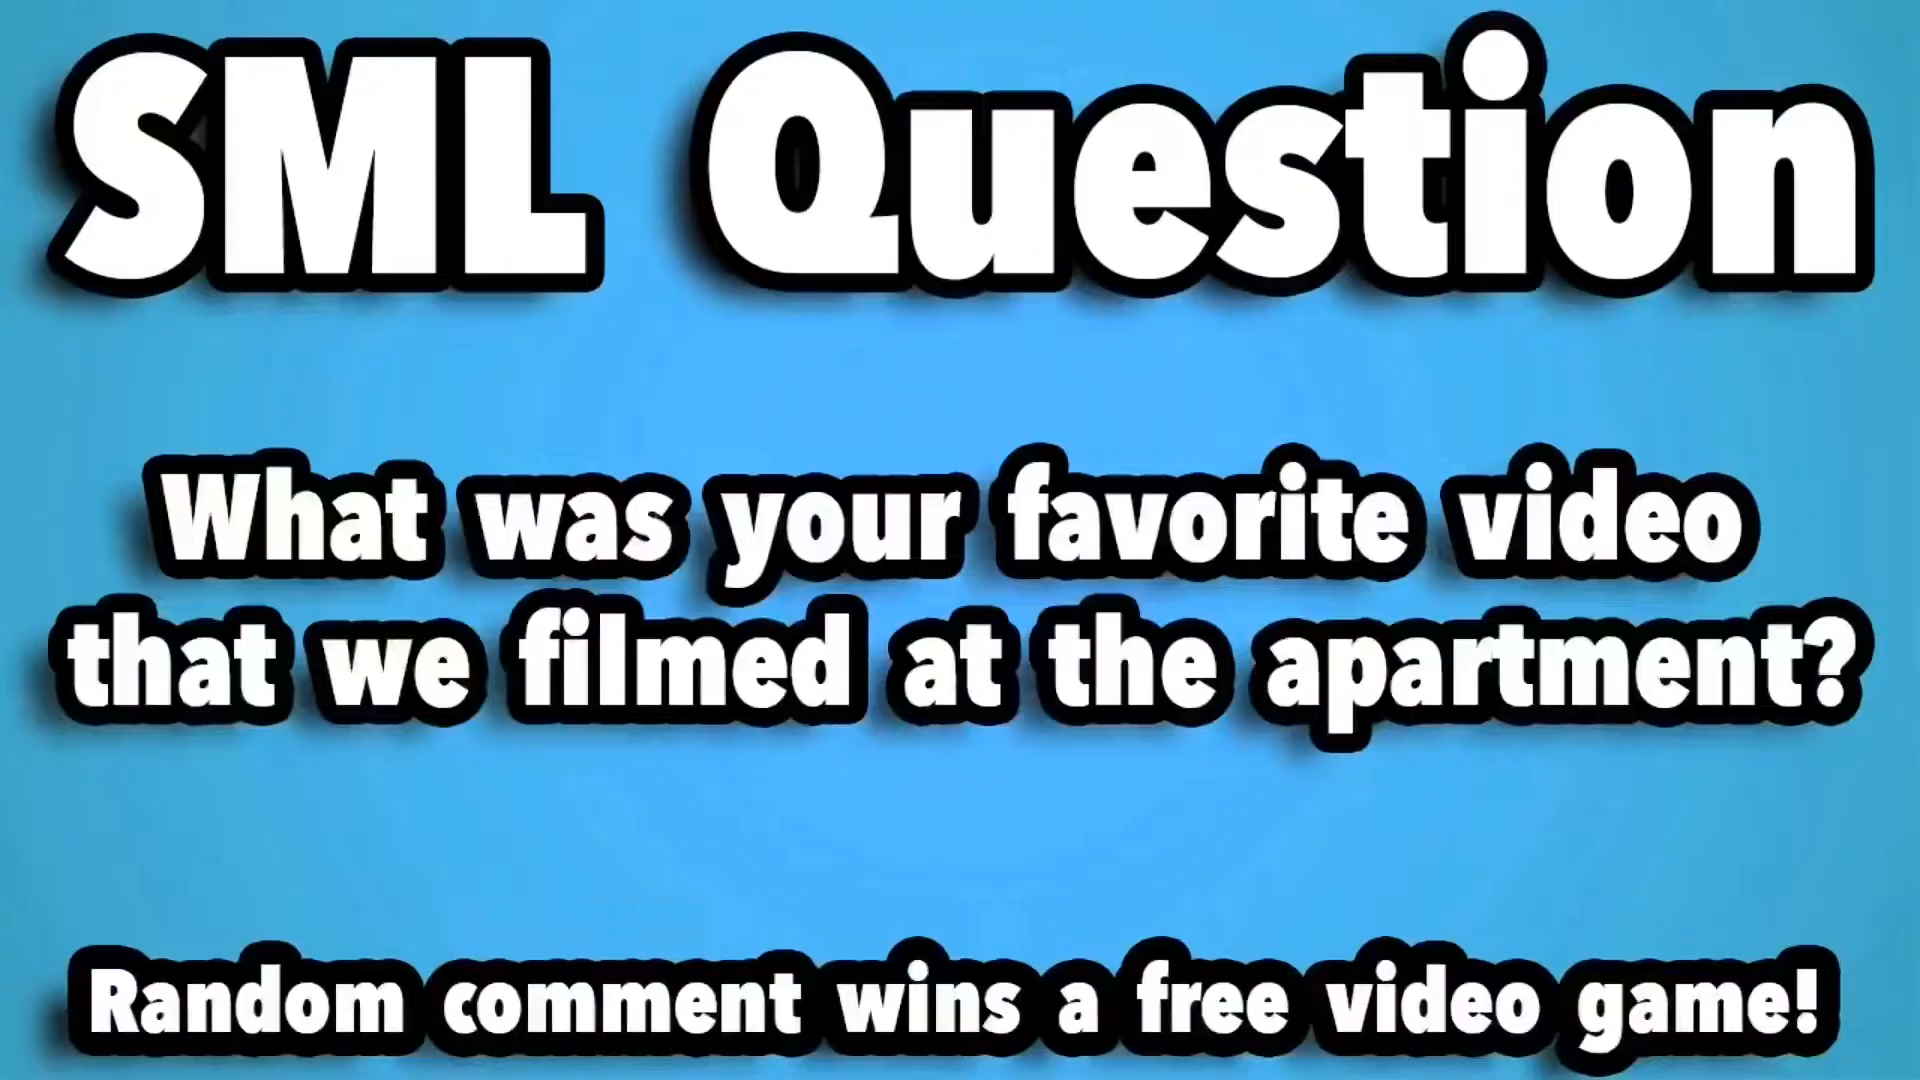 SML Question
What was your favorite video
that we filmed at the apartment?
Random comment wins a free video game!